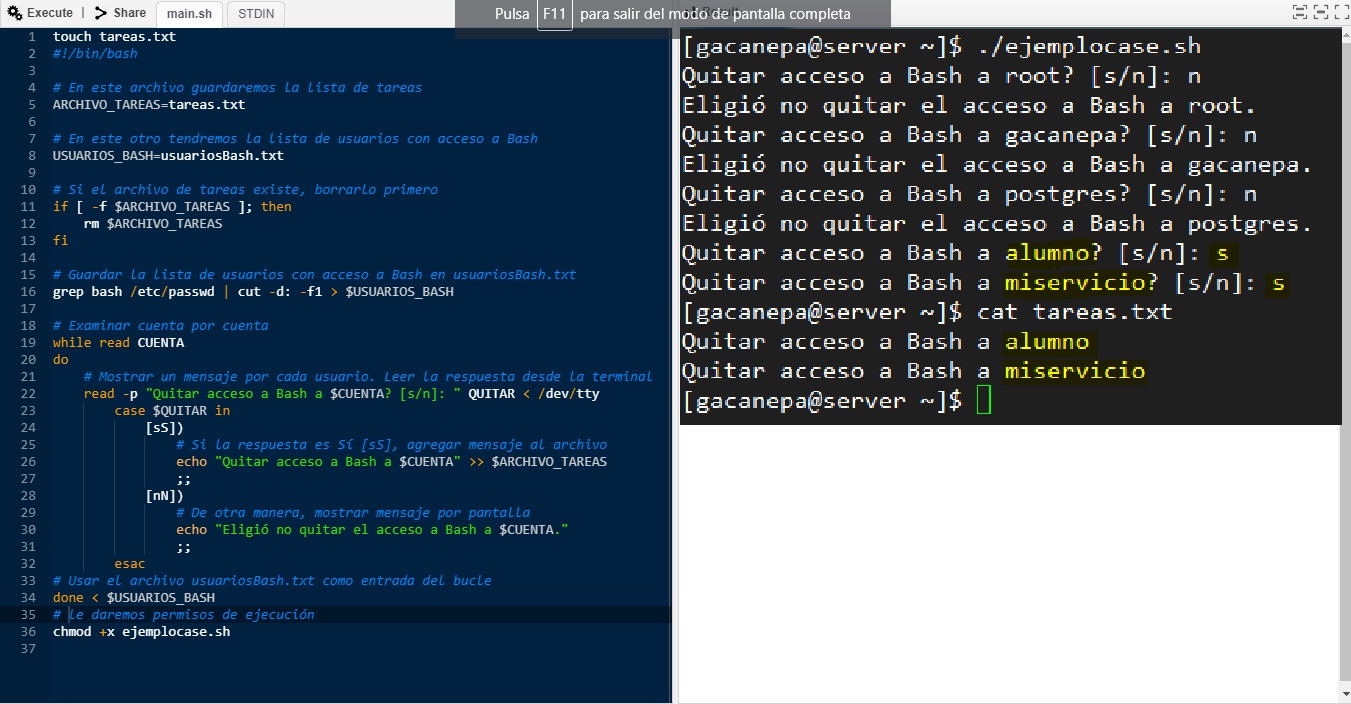 Execute | Share main.sh STDIN
Pulsa F11 para salir del modo de pantalla completa
1 touch tareas.txt
2 #!/bin/bash
3
4 # En este archivo guardaremos la lista de tareas
5 ARCHIVO_TAREAS=tareas.txt
6
7 # En este otro tendremos la lista de usuarios con acceso a Bash
8 USUARIOS_BASH=usuariosBash.txt
9
10 # Si el archivo de tareas existe, borrarlo primero
11 if [ -f $ARCHIVO_TAREAS ]; then
12 rm $ARCHIVO_TAREAS
13 fi
14
15 # Guardar la lista de usuarios con acceso a Bash en usuariosBash.txt
16 grep bash /etc/passwd | cut -d: -f1 > $USUARIOS_BASH
17
18 # Examinar cuenta por cuenta
19 while read CUENTA
20 do
21 # Mostrar un mensaje por cada usuario. Leer la respuesta desde la terminal
22 read -p "Quitar acceso a Bash a $CUENTA? [s/n]: " QUITAR < /dev/tty
23 case $QUITAR in
24 [sS])
25 # Si la respuesta es Sí [sS], agregar mensaje al archivo
26 echo "Quitar acceso a Bash a $CUENTA" >> $ARCHIVO_TAREAS
27 ;;
28 [nN])
29 # De otra manera, mostrar mensaje por pantalla
30 echo "Eligió no quitar el acceso a Bash a $CUENTA."
31 ;;
32 esac
33 # Usar el archivo usuariosBash.txt como entrada del bucle
34 done < $USUARIOS_BASH
35 # le daremos permisos de ejecución
36 chmod +x ejemplocase.sh
37
[gacanepa@server ~]$ ./ejemplocase.sh
Quitar acceso a Bash a root? [s/n]: n
Eligió no quitar el acceso a Bash a root.
Quitar acceso a Bash a gacanepa? [s/n]: n
Eligió no quitar el acceso a Bash a gacanepa.
Quitar acceso a Bash a postgres? [s/n]: n
Eligió no quitar el acceso a Bash a postgres.
Quitar acceso a Bash a alumno? [s/n]: s
Quitar acceso a Bash a miservicio? [s/n]: s
[gacanepa@server ~]$ cat tareas.txt
Quitar acceso a Bash a alumno
Quitar acceso a Bash a miservicio
[gacanepa@server ~]$